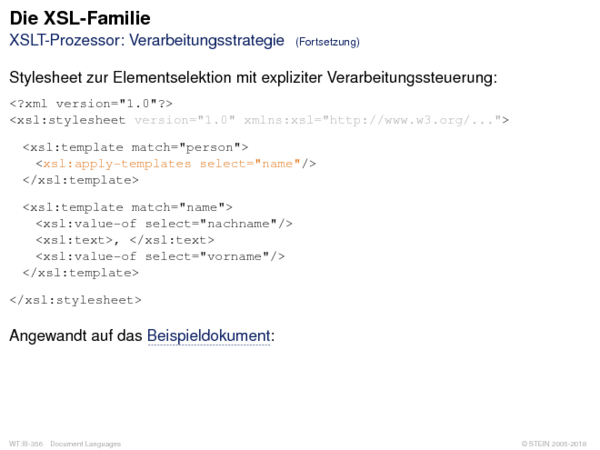 Die XSL-Familie
XSLT-Prozessor: Verarbeitungsstrategie (Fortsetzung)
Stylesheet zur Elementselektion mit expliziter Verarbeitungssteuerung:
<?xml version="1.0"?>
<xsl:stylesheet version="1.0" xmlns:xsl="http://www.w3.org/...">
<xsl:template match="person">
<xsl:apply-templates select="name"/>
</xsl:template>
<xsl:template match="name">
<xsl:value-of select="nachname"/>
<xsl:text>, </xsl:text>
<xsl:value-of select="vorname"/>
</xsl:template>
</xsl:stylesheet>
Angewandt auf das Beispieldokument:
WT:III-356 Document Languages © STEIN 2005-2018